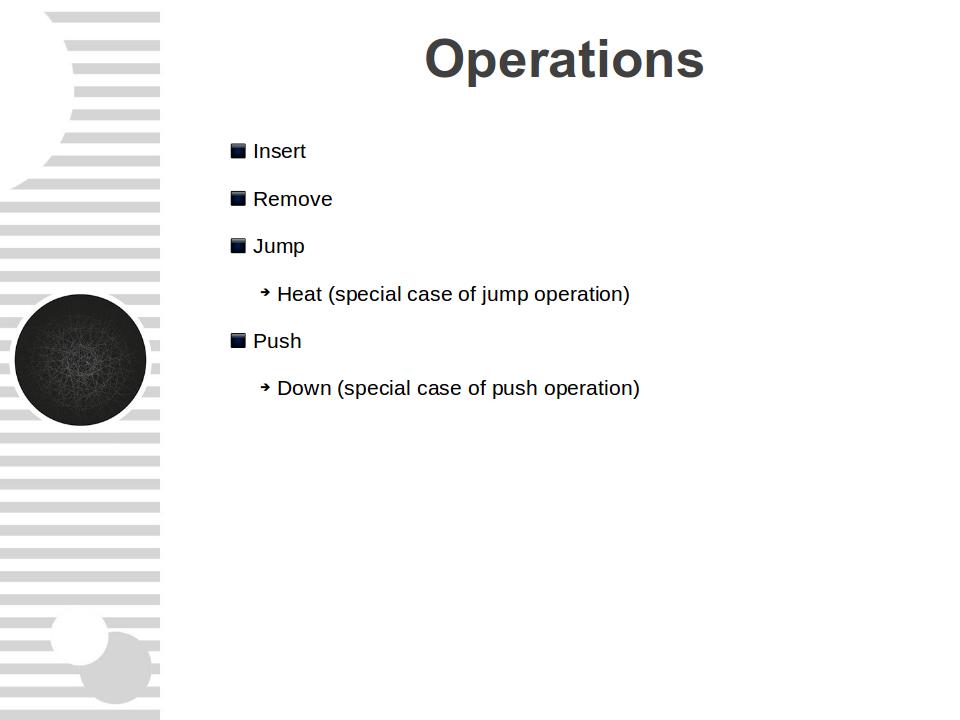 Operations
Insert
Remove
Jump
Heat (special case of jump operation)
Push
Down (special case of push operation)